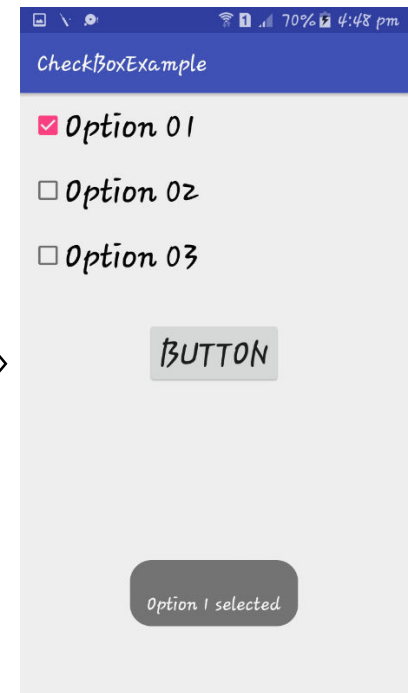 70% 4:48 pm
CheckBoxExample
Option 01
Option 02
Option 03
BUTTON
Option 1 selected